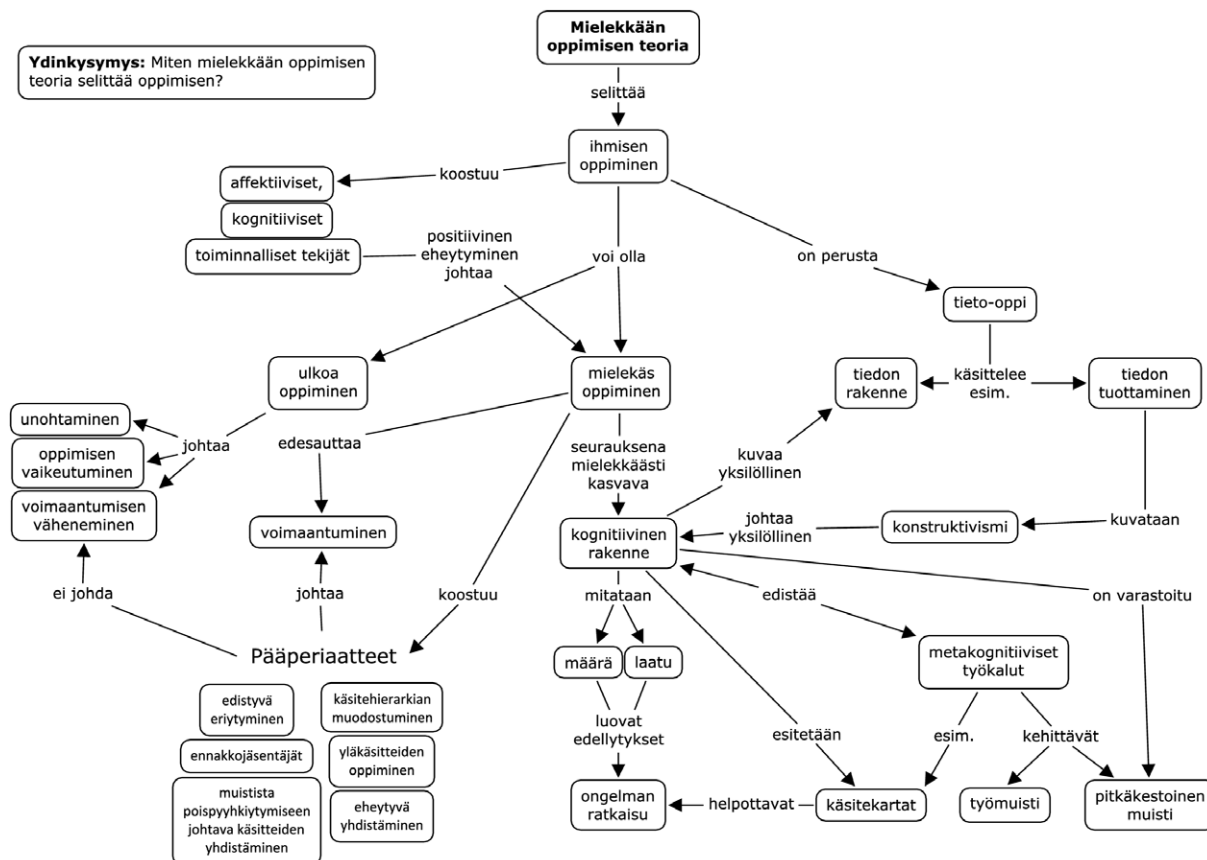 Mielekkään
oppimisen teoria
Ydinkysymys: Miten mielekkään oppimisen
teoria selittää oppimisen?
selittää
ihmisen
oppiminen
koostuu
affektiiviset,
kognitiiviset
toiminnalliset tekijät
positiivinen
eheytyminen
johtaa
voi olla
on perusta
tieto-oppi
ulkoa
oppiminen
mielekäs
oppiminen
tiedon
rakenne
käsittelee
esim.
tiedon
tuottaminen
unohtaminen
oppimisen
vaikeutuminen
voimaantumisen
väheneminen
johtaa
edesauttaa
seurauksena
mielekkäästi
kasvava
kuvaa
yksilöllinen
voimaantuminen
kognitiivinen
rakenne
johtaa
yksilöllinen
konstruktivismi
kuvataan
ei johda
johtaa
koostuu
mitataan
edistää
on varastoitu
Pääperiaatteet
määrä
laatu
metakognitiiviset
työkalut
edistyvä
eriytyminen
käsitehierarkian
muodostuminen
ennakkojäsentäjät
yläkäsitteiden
oppiminen
muistista
poispyyhkiytymiseen
johtava käsitteiden
yhdistäminen
eheytyvä
yhdistäminen
luovat
edellytykset
esitetään
esim.
kehittävät
ongelman
ratkaisu
helpottavat
käsitekartat
työmuisti
pitkäkestoinen
muisti